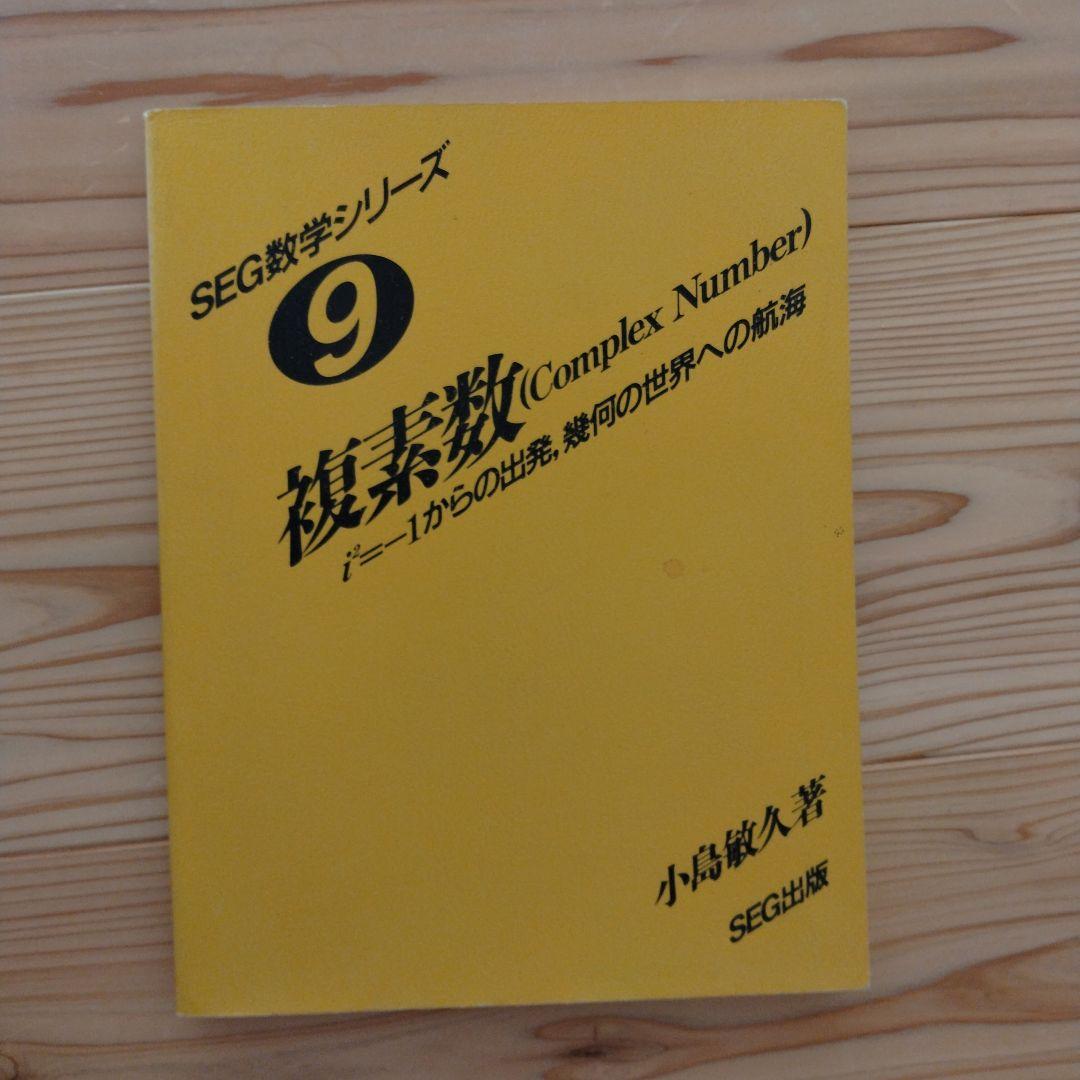 SEG数学シリーズ
9
複素数(Complex Number)
i²=−1からの出発,幾何の世界への航海
小島敏久著
SEG出版